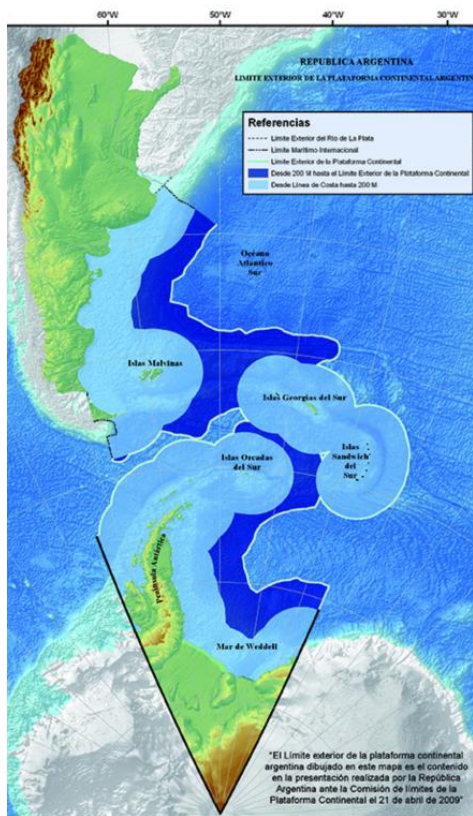 60°W
50°W
40°W
30°W
REPUBLICA ARGENTINA
LIMITE EXTERIOR DE LA PLATAFORMA CONTINENTAL ARGENTIN
Referencias
Límite Exterior del Río de La Plata
Límite Marítimo Internacional
Límite Exterior de la Plataforma Continental
Desde 200 M hasta el Límite Exterior de la Plataforma Continental
Desde Línea de Costa hasta 200 M
Océano
Atlantico
Sur
Islas Malvinas
Islas Georgias del Sur
Islas
Sandwich
del
Sur
Islas Orcadas
del Sur
Península Antártica
Mar de Weddell
"El Límite exterior de la plataforma continental
argentina dibujado en este mapa es el contenido
en la presentación realizada por la República
Argentina ante la Comisión de límites de la
Plataforma Continental el 21 de abril de 2009"